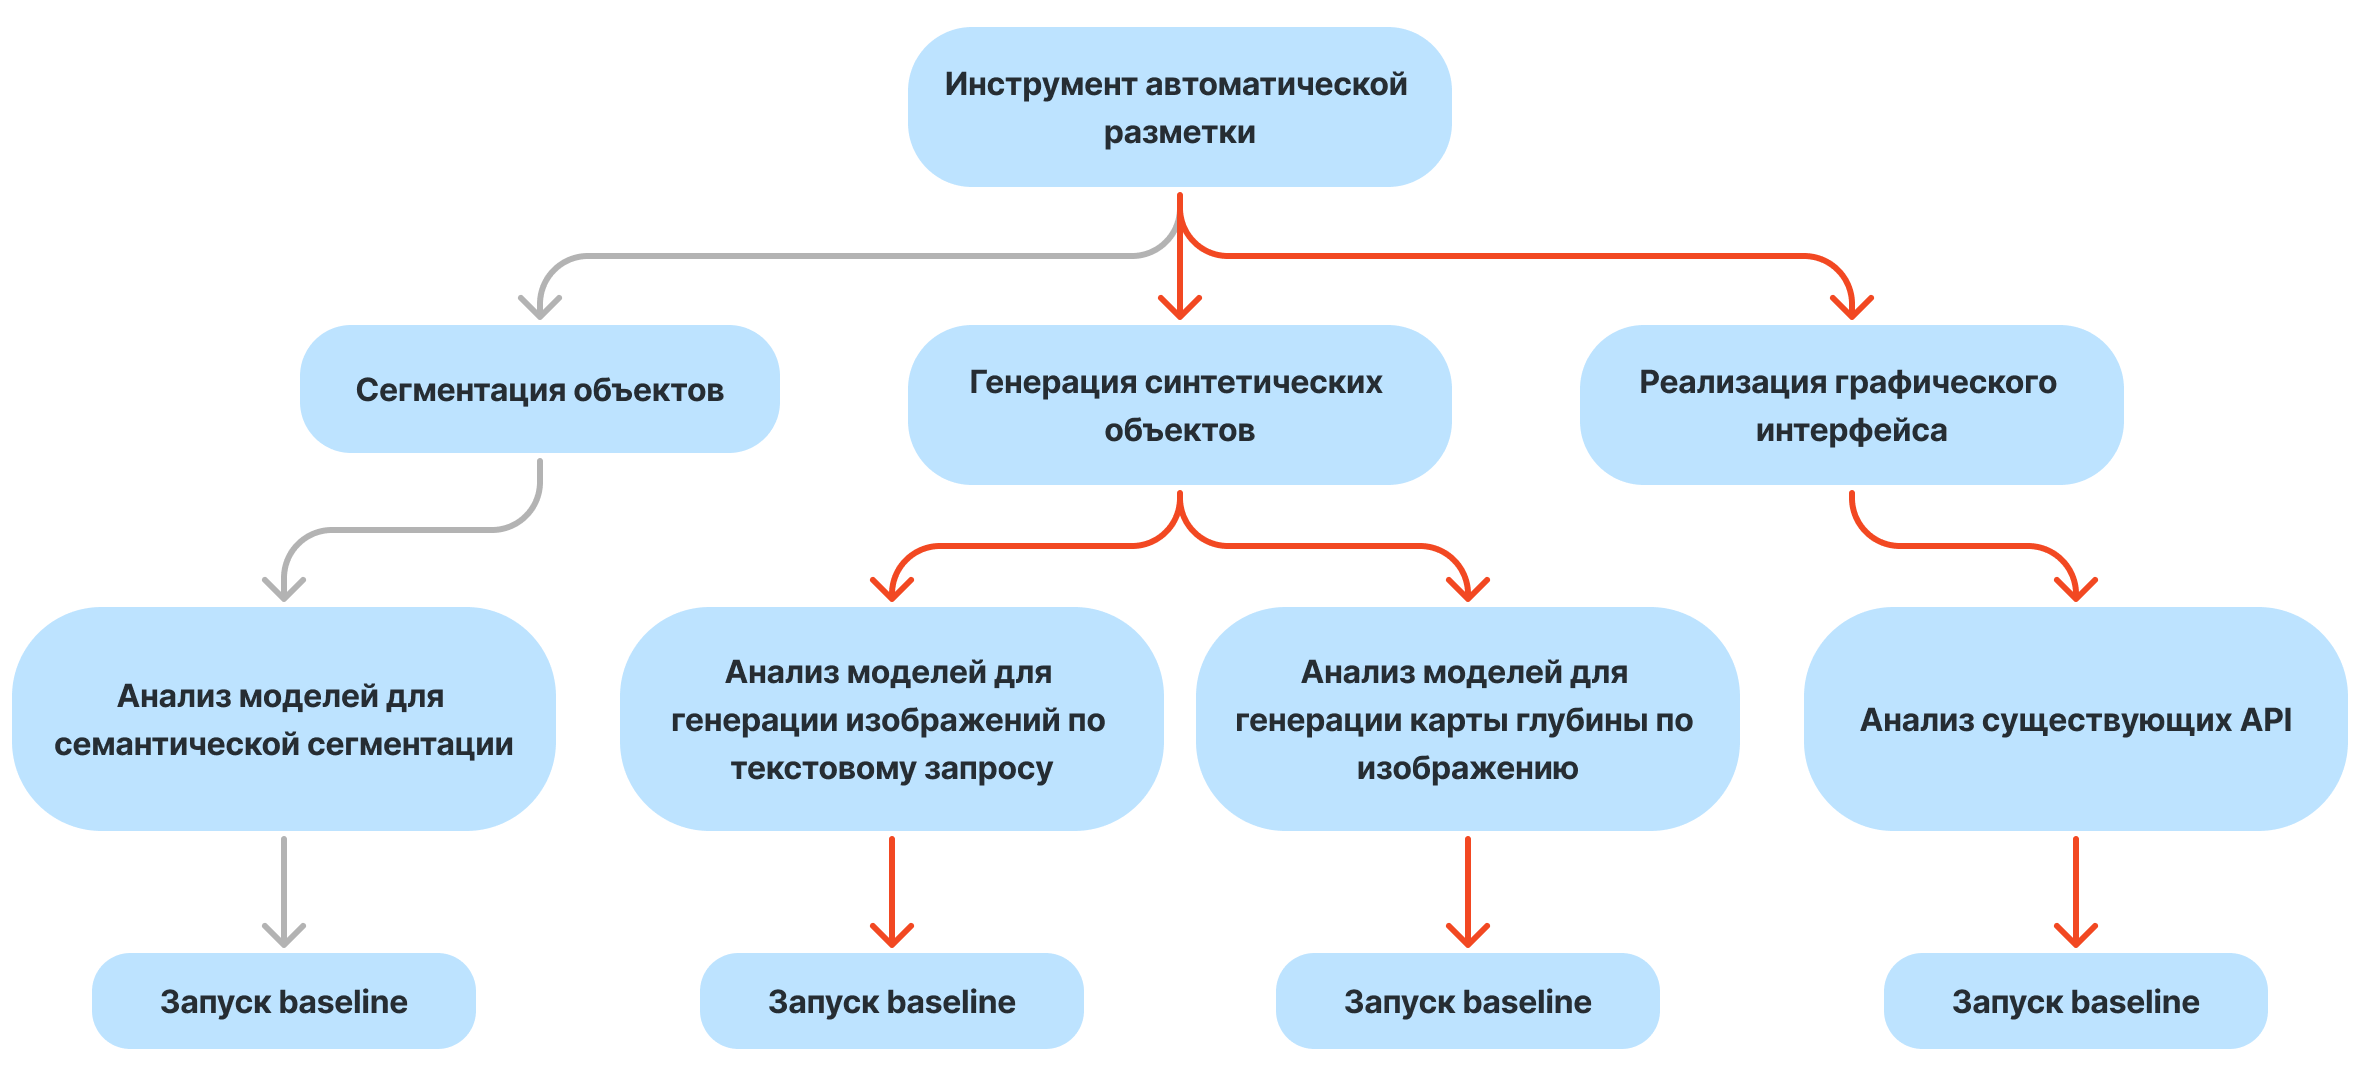 Инструмент автоматической
разметки
Сегментация объектов
Генерация синтетических
объектов
Реализация графического
интерфейса
Анализ моделей для
семантической сегментации
Анализ моделей для
генерации изображений по
текстовому запросу
Анализ моделей для
генерации карты глубины по
изображению
Анализ существующих API
Запуск baseline
Запуск baseline
Запуск baseline
Запуск baseline